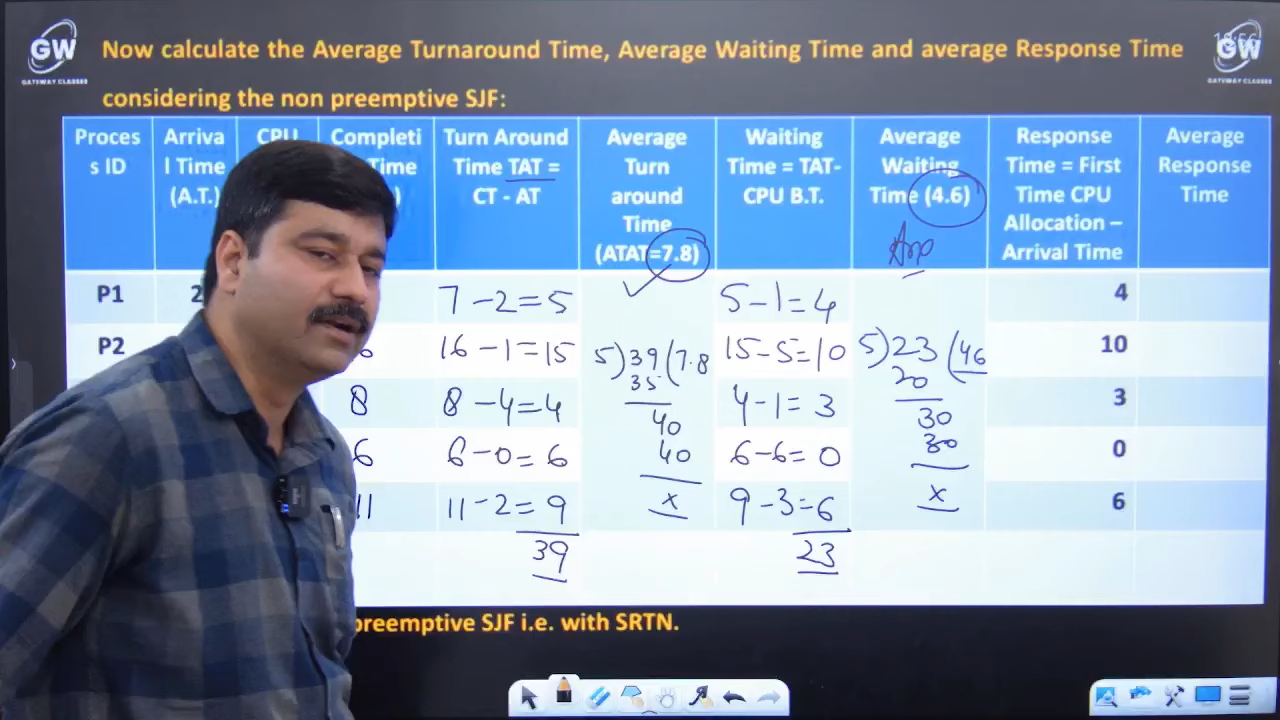 GW
GATEWAY CLASSES
Now calculate the Average Turnaround Time, Average Waiting Time and average Response Time
considering the non preemptive SJF:
GW
GATEWAY CLASSES
Proces
s ID
Arriva
l Time
(A.T.)
CPU
Completi
Time
Turn Around
Time TAT =
CT - AT
Average
Turn
around
Time
(ATAT=7.8)
Waiting
Time = TAT-
CPU B.T.
Average
Waiting
Time (4.6)
Ans
Response
Time = First
Time CPU
Allocation –
Arrival Time
Average
Response
Time
P1 2 7 - 2 = 5 5 - 1 = 4 4
P2 6 16 - 1 = 15 5)39(7.8 15 - 5 = 10 5)23(46 10
35 20
8 8 - 4 = 4 40 4 - 1 = 3 30 3
6 6 - 0 = 6 40 6 - 6 = 0 30 0
11 11 - 2 = 9 x 9 - 3 = 6 x 6
39 23
preemptive SJF i.e. with SRTN.